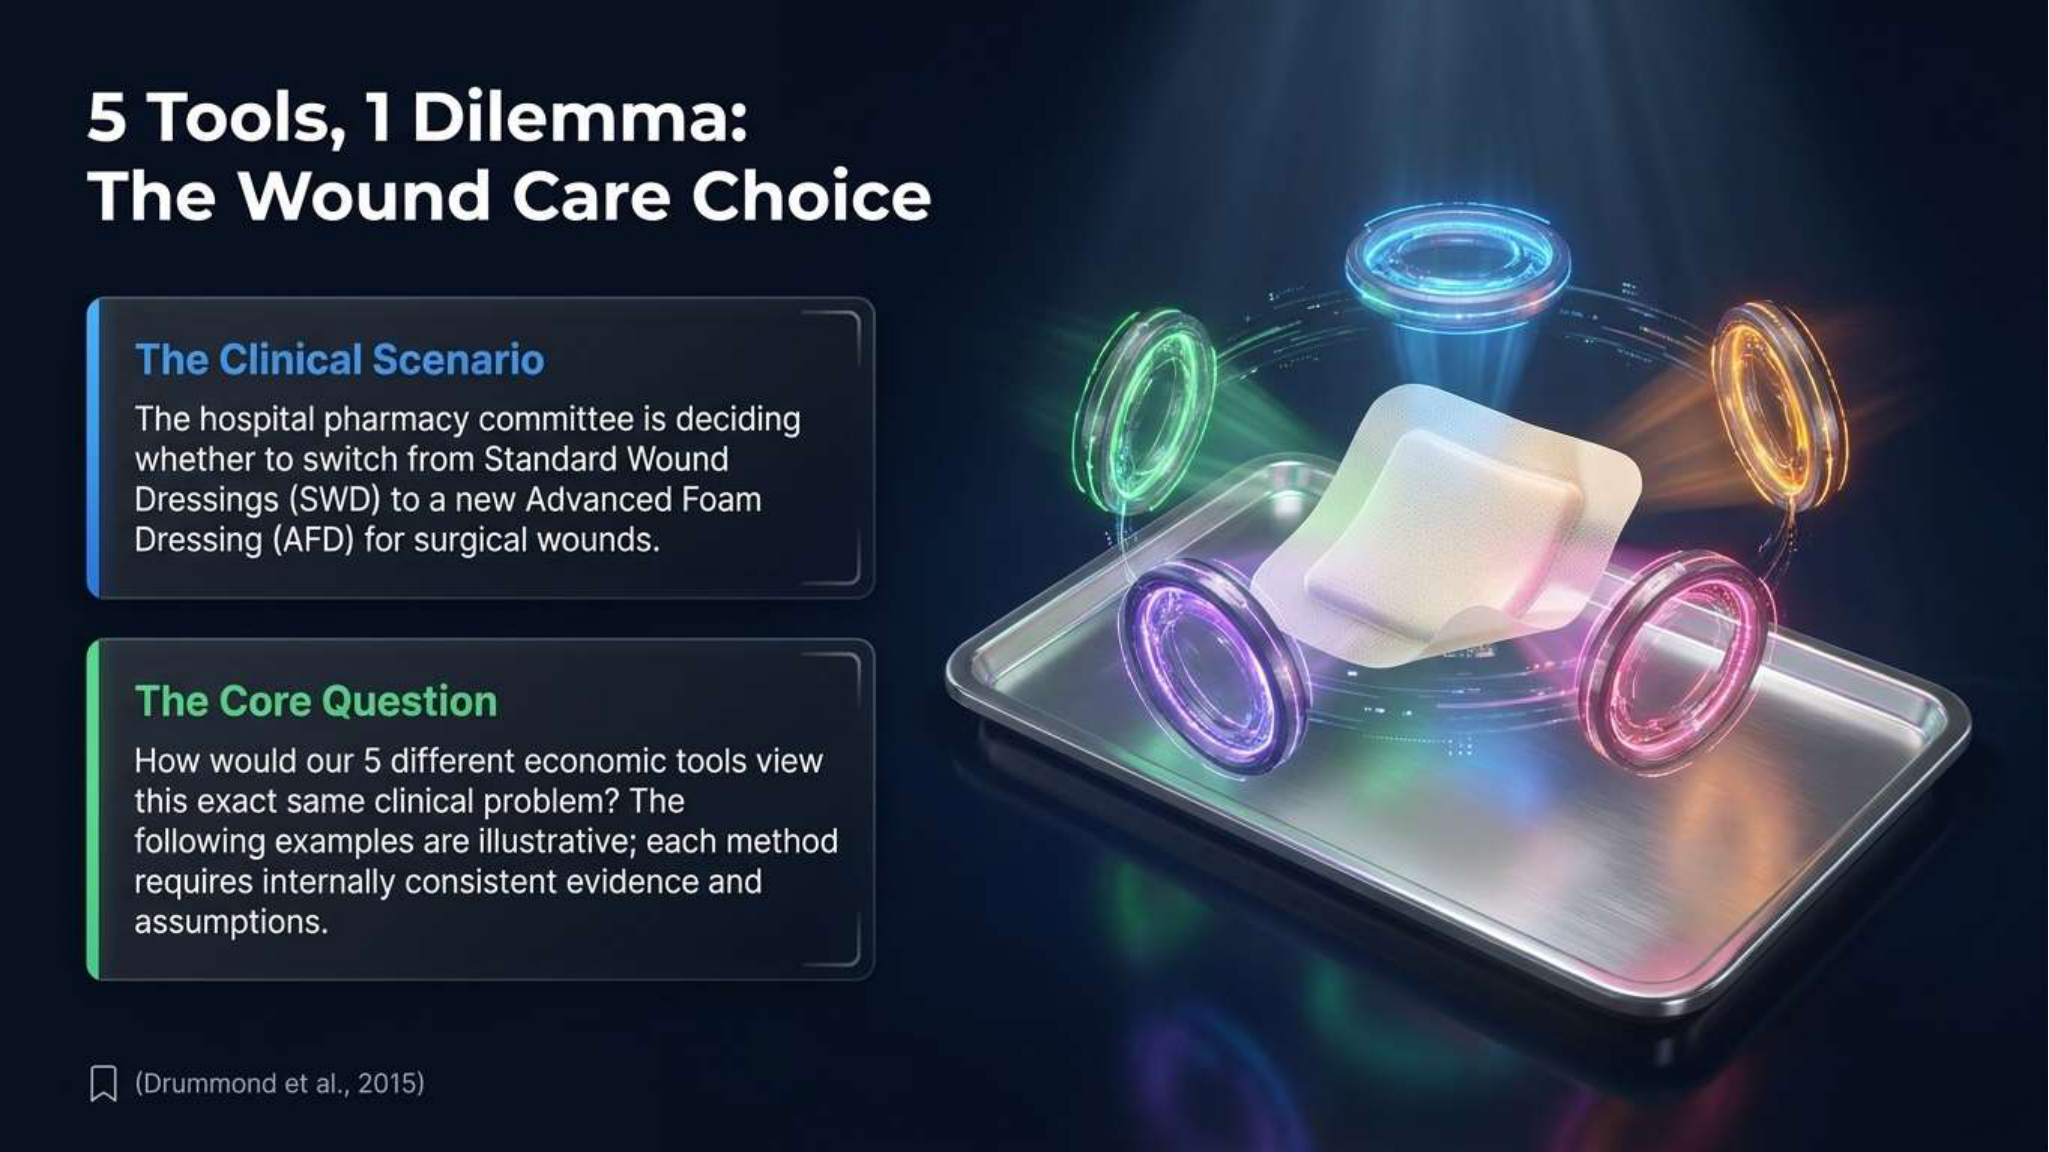 5 Tools, 1 Dilemma:
The Wound Care Choice
The Clinical Scenario
The hospital pharmacy committee is deciding
whether to switch from Standard Wound
Dressings (SWD) to a new Advanced Foam
Dressing (AFD) for surgical wounds.
The Core Question
How would our 5 different economic tools view
this exact same clinical problem? The
following examples are illustrative; each method
requires internally consistent evidence and
assumptions.
(Drummond et al., 2015)